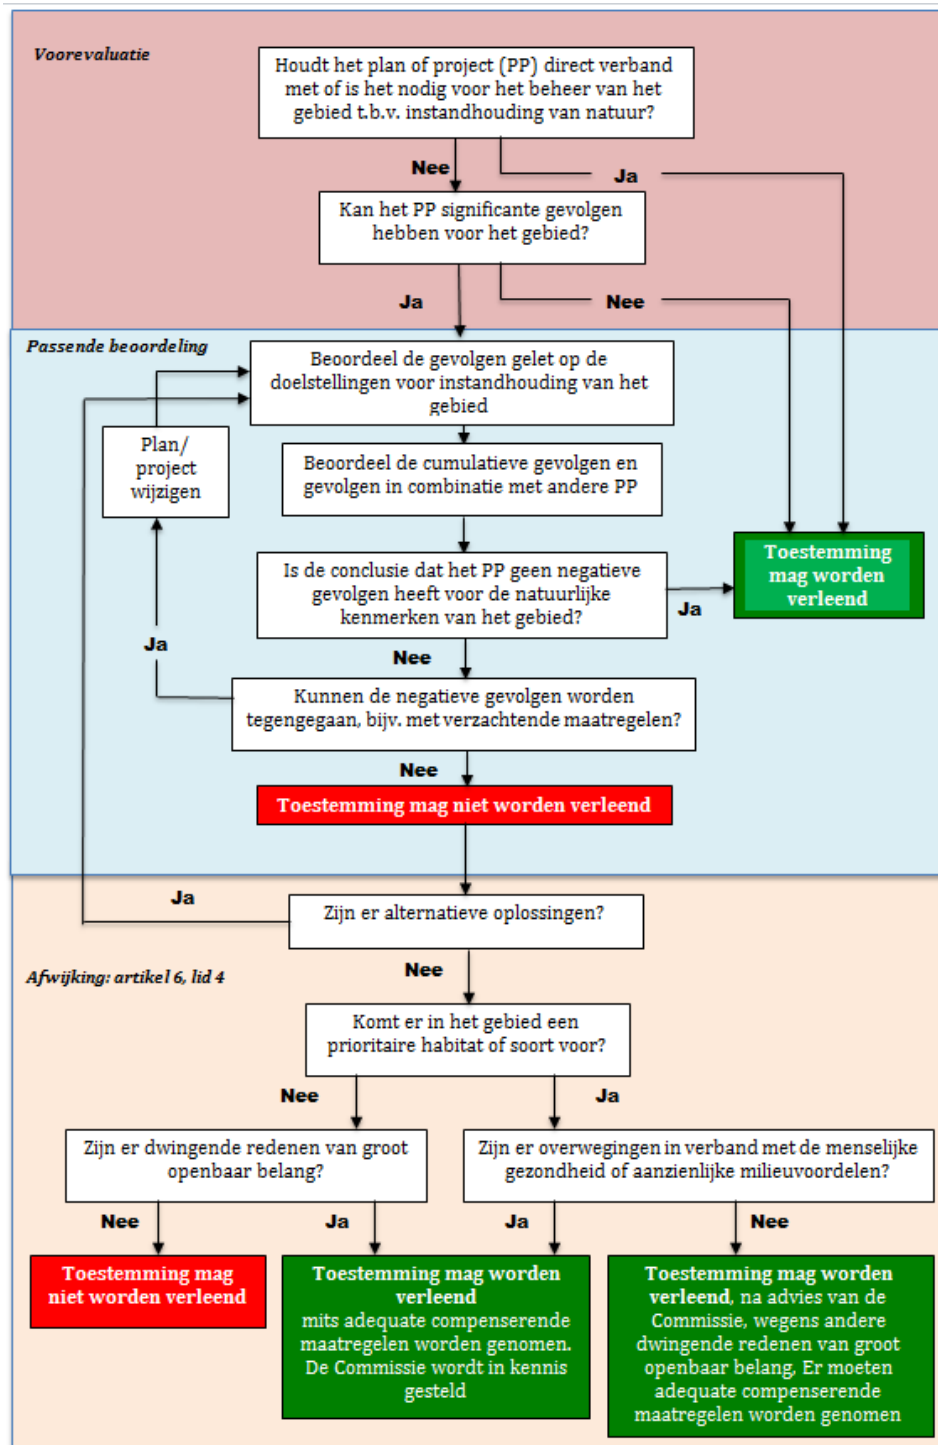 Voorevaluatie
Houdt het plan of project (PP) direct verband
met of is het nodig voor het beheer van het
gebied t.b.v. instandhouding van natuur?
Nee
Ja
Kan het PP significante gevolgen
hebben voor het gebied?
Ja
Nee
Passende beoordeling
Beoordeel de gevolgen gelet op de
doelstellingen voor instandhouding van het
gebied
Plan/
project
wijzigen
Beoordeel de cumulatieve gevolgen en
gevolgen in combinatie met andere PP
Toestemming
mag worden
verleend
Is de conclusie dat het PP geen negatieve
gevolgen heeft voor de natuurlijke
kenmerken van het gebied?
Ja
Nee
Ja
Kunnen de negatieve gevolgen worden
tegengegaan, bijv. met verzachtende maatregelen?
Nee
Toestemming mag niet worden verleend
Ja
Zijn er alternatieve oplossingen?
Nee
Afwijking: artikel 6, lid 4
Komt er in het gebied een
prioritaire habitat of soort voor?
Nee
Ja
Zijn er dwingende redenen van groot
openbaar belang?
Zijn er overwegingen in verband met de menselijke
gezondheid of aanzienlijke milieuvoordelen?
Nee
Ja
Ja
Nee
Toestemming mag
niet worden verleend
Toestemming mag worden
verleend
mits adequate compenserende
maatregelen worden genomen.
De Commissie wordt in kennis
gesteld
Toestemming mag worden
verleend, na advies van de
Commissie, wegens andere
dwingende redenen van groot
openbaar belang, Er moeten
adequate compenserende
maatregelen worden genomen